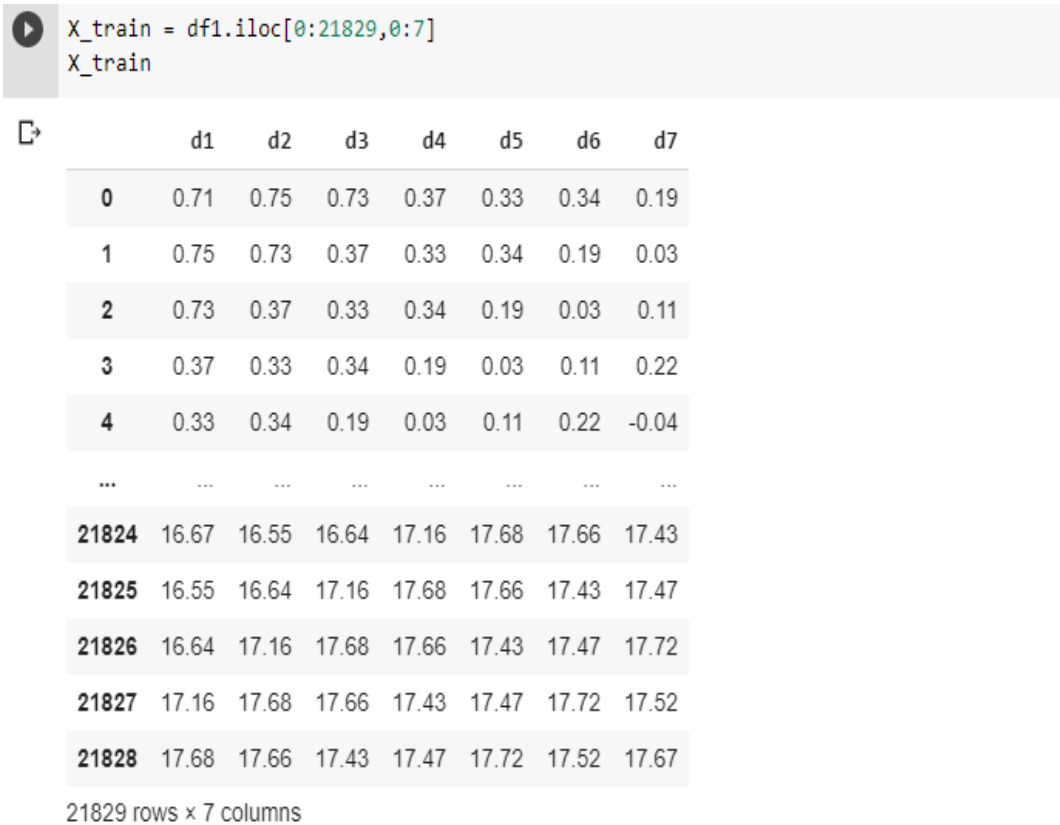 X_train = df1.iloc[0:21829,0:7]
X_train
d1 d2 d3 d4 d5 d6 d7
0 0.71 0.75 0.73 0.37 0.33 0.34 0.19
1 0.75 0.73 0.37 0.33 0.34 0.19 0.03
2 0.73 0.37 0.33 0.34 0.19 0.03 0.11
3 0.37 0.33 0.34 0.19 0.03 0.11 0.22
4 0.33 0.34 0.19 0.03 0.11 0.22 -0.04
... ... ... ... ... ... ... ...
21824 16.67 16.55 16.64 17.16 17.68 17.66 17.43
21825 16.55 16.64 17.16 17.68 17.66 17.43 17.47
21826 16.64 17.16 17.68 17.66 17.43 17.47 17.72
21827 17.16 17.68 17.66 17.43 17.47 17.72 17.52
21828 17.68 17.66 17.43 17.47 17.72 17.52 17.67
21829 rows × 7 columns